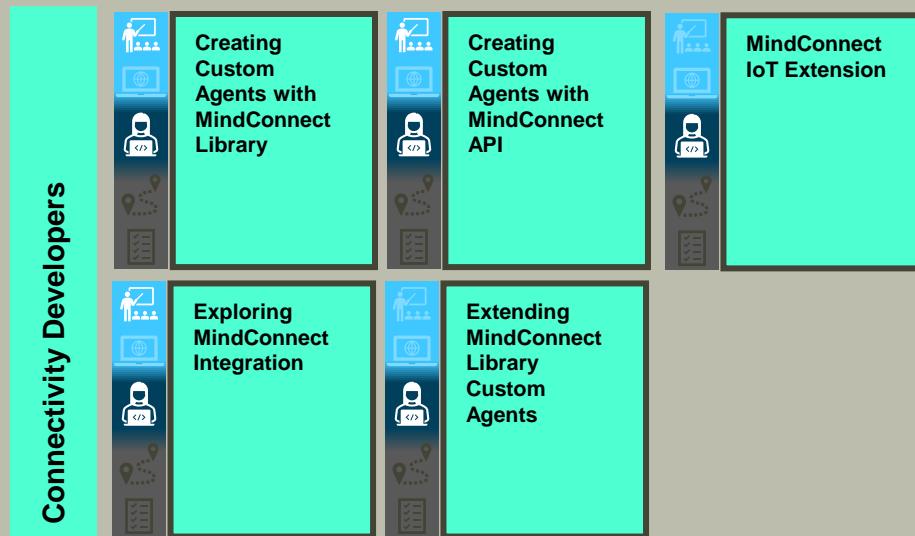 Connectivity Developers
Creating
Custom
Agents with
MindConnect
Library
Creating
Custom
Agents with
MindConnect
API
MindConnect
IoT Extension
Exploring
MindConnect
Integration
Extending
MindConnect
Library
Custom
Agents